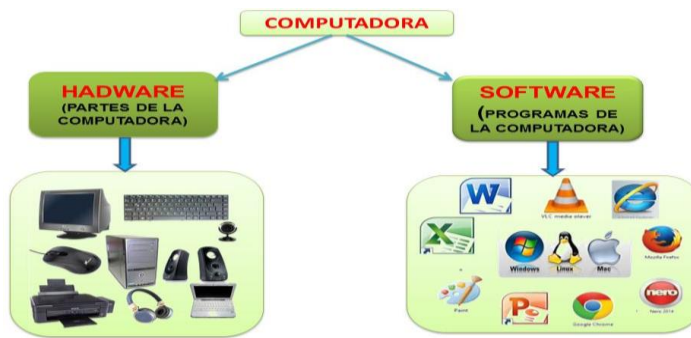 COMPUTADORA
HADWARE
(PARTES DE LA
COMPUTADORA)
SOFTWARE
(PROGRAMAS DE
LA COMPUTADORA)
W
VLC media player
X
Windows
Linux
Mac
Mozilla Firefox
Paint
P
Google Chrome
nero
Nero 2014